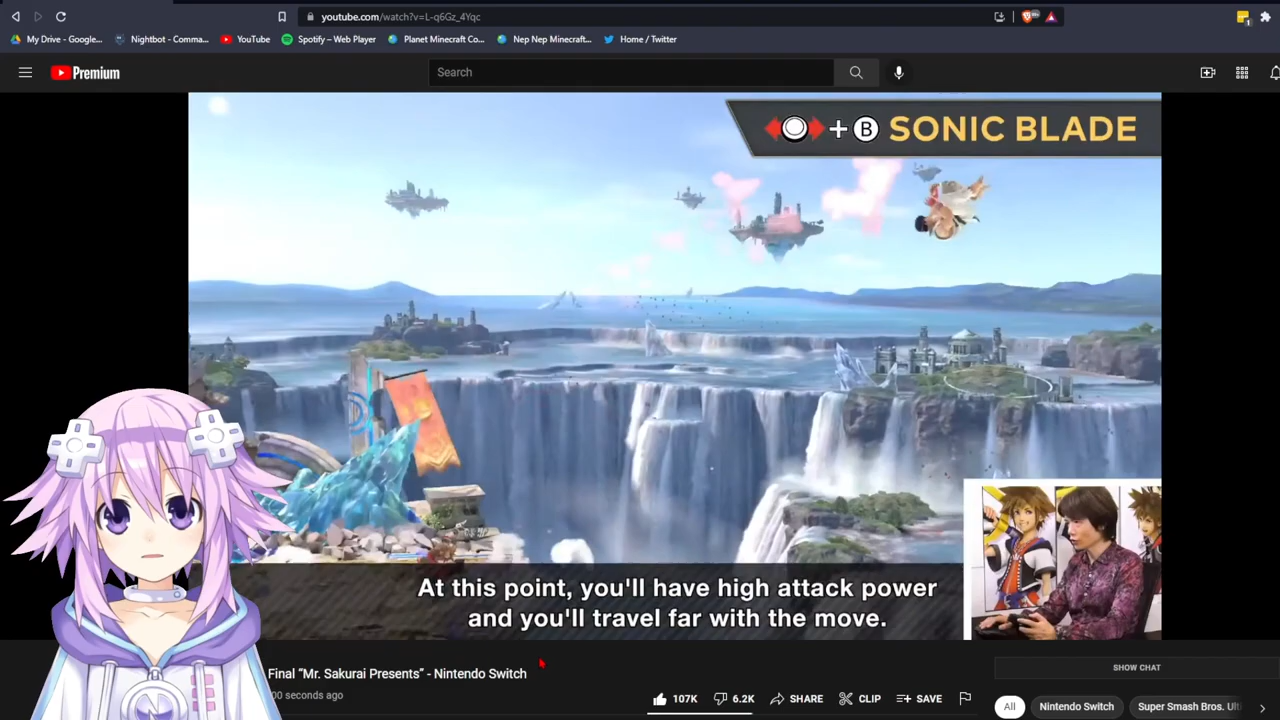 youtube.com/watch?v=L-q6Gz_4Yqc
1
My Drive - Google...
Nightbot - Comma...
YouTube
Spotify – Web Player
Planet Minecraft Co...
Nep Nep Minecraft...
Home / Twitter
Premium
Search
+ B SONIC BLADE
At this point, you'll have high attack power
and you'll travel far with the move.
Final “Mr. Sakurai Presents” - Nintendo Switch
00 seconds ago
107K
6.2K
SHARE
CLIP
SAVE
SHOW CHAT
All
Nintendo Switch
Super Smash Bros. Ult